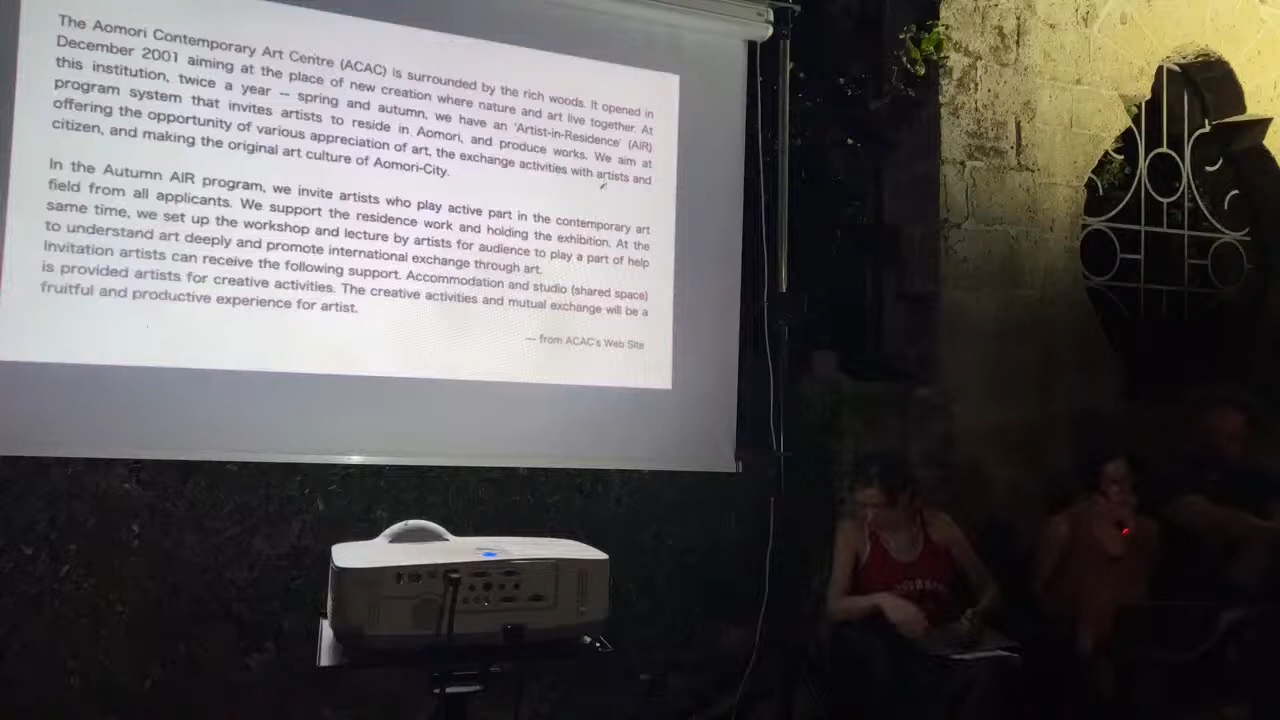 The Aomori Contemporary Art Centre (ACAC) is surrounded by the rich woods. It opened in
December 2001 aiming at the place of new creation where nature and art live together. At
this institution, twice a year — spring and autumn, we have an 'Artist-in-Residence' (AIR)
program system that invites artists to reside in Aomori, and produce works. We aim at
offering the opportunity of various appreciation of art, the exchange activities with artists and
citizen, and making the original art culture of Aomori-City.
In the Autumn AIR program, we invite artists who play active part in the contemporary art
field from all applicants. We support the residence work and holding the exhibition. At the
same time, we set up the workshop and lecture by artists for audience to play a part of help
to understand art deeply and promote international exchange through art.
Invitation artists can receive the following support. Accommodation and studio (shared space)
is provided artists for creative activities. The creative activities and mutual exchange will be a
fruitful and productive experience for artist.
— from ACAC's Web Site